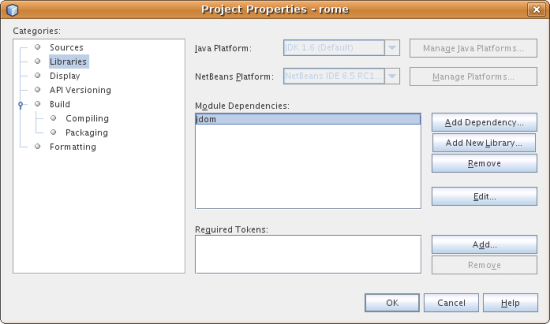 Project Properties - rome
Categories:
Sources
Libraries
Display
API Versioning
Build
Compiling
Packaging
Formatting
Java Platform:
JDK 1.6 (Default)
Manage Java Platforms...
NetBeans Platform:
NetBeans IDE 6.5 RC1...
Manage Platforms...
Module Dependencies:
jdom
Add Dependency...
Add New Library...
Remove
Edit...
Required Tokens:
Add...
Remove
OK
Cancel
Help